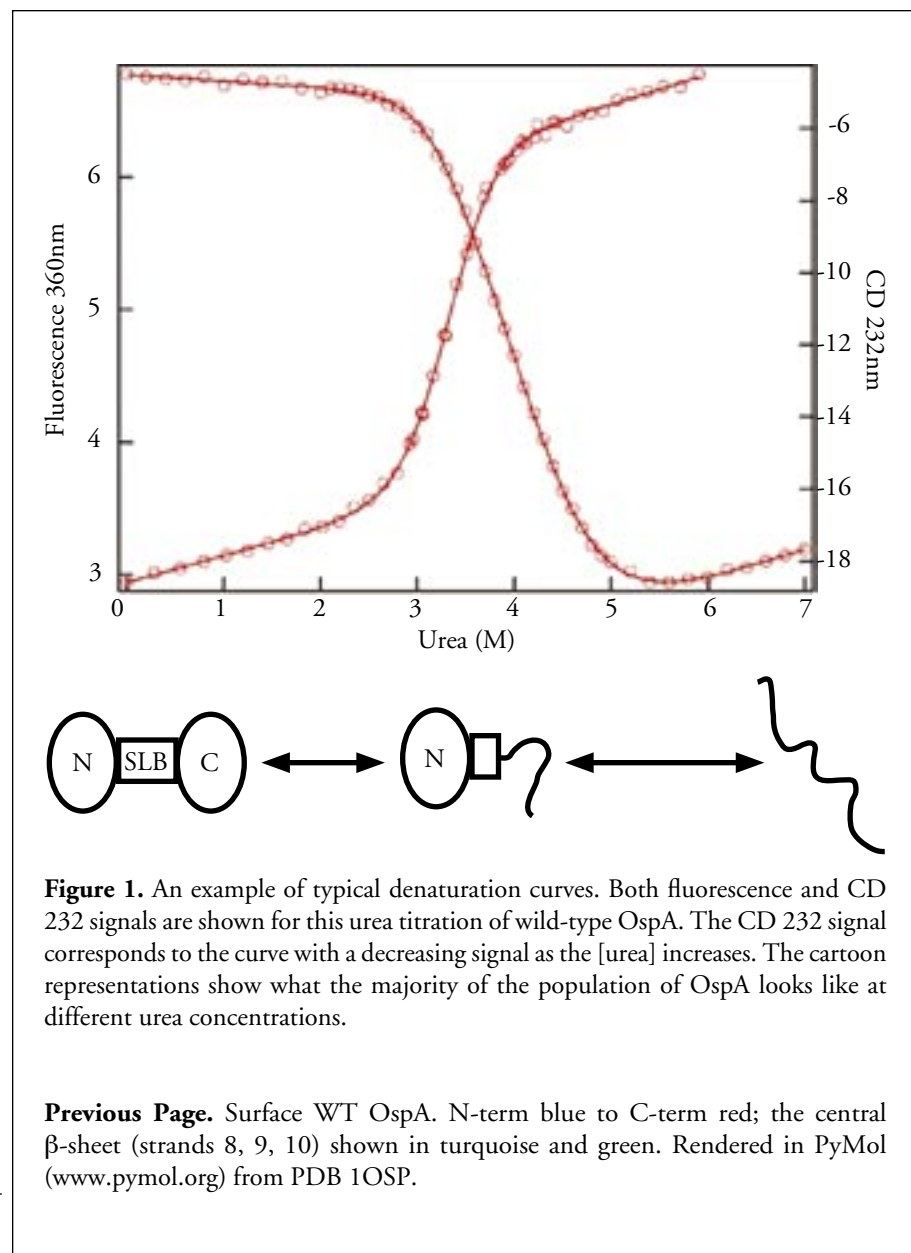 6
5
4
3
Fluorescence 360nm
-6
-8
-10
-12
-14
-16
-18
CD 232nm
0 1 2 3 4 5 6 7
Urea (M)
N SLB C N
Figure 1. An example of typical denaturation curves. Both fluorescence and CD
232 signals are shown for this urea titration of wild-type OspA. The CD 232 signal
corresponds to the curve with a decreasing signal as the [urea] increases. The cartoon
representations show what the majority of the population of OspA looks like at
different urea concentrations.
Previous Page. Surface WT OspA. N-term blue to C-term red; the central
β-sheet (strands 8, 9, 10) shown in turquoise and green. Rendered in PyMol
(www.pymol.org) from PDB 1OSP.